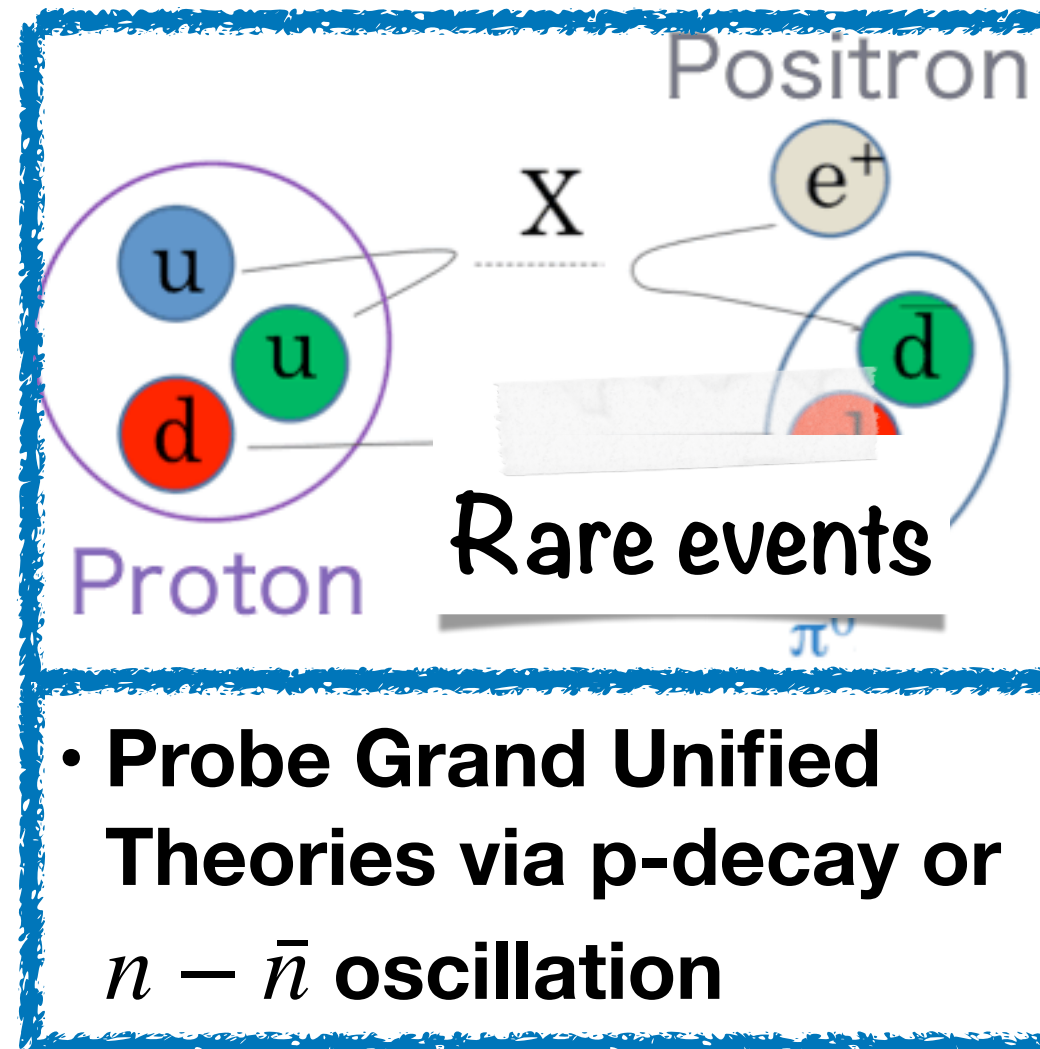 Positron
e⁺
X
u
u
d̅
d
Rare events
Proton
π⁰
• Probe Grand Unified
Theories via p-decay or
n − n̄ oscillation